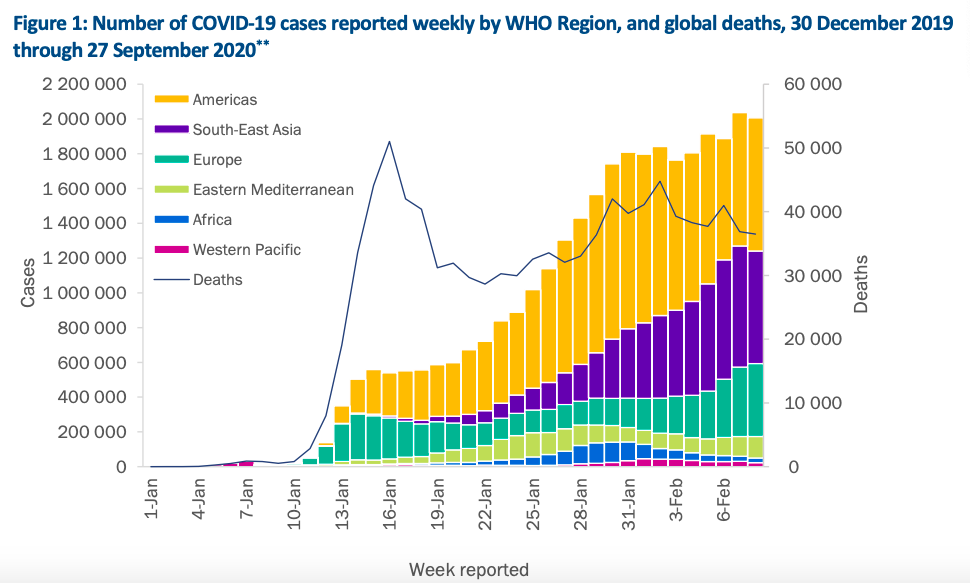 Figure 1: Number of COVID-19 cases reported weekly by WHO Region, and global deaths, 30 December 2019
through 27 September 2020**
2 200 000
2 000 000
1 800 000
1 600 000
1 400 000
1 200 000
1 000 000
800 000
600 000
400 000
200 000
0
Cases
Americas
South-East Asia
Europe
Eastern Mediterranean
Africa
Western Pacific
Deaths
60 000
50 000
40 000
30 000
20 000
10 000
0
Deaths
1-Jan
4-Jan
7-Jan
10-Jan
13-Jan
16-Jan
19-Jan
22-Jan
25-Jan
28-Jan
31-Jan
3-Feb
6-Feb
Week reported